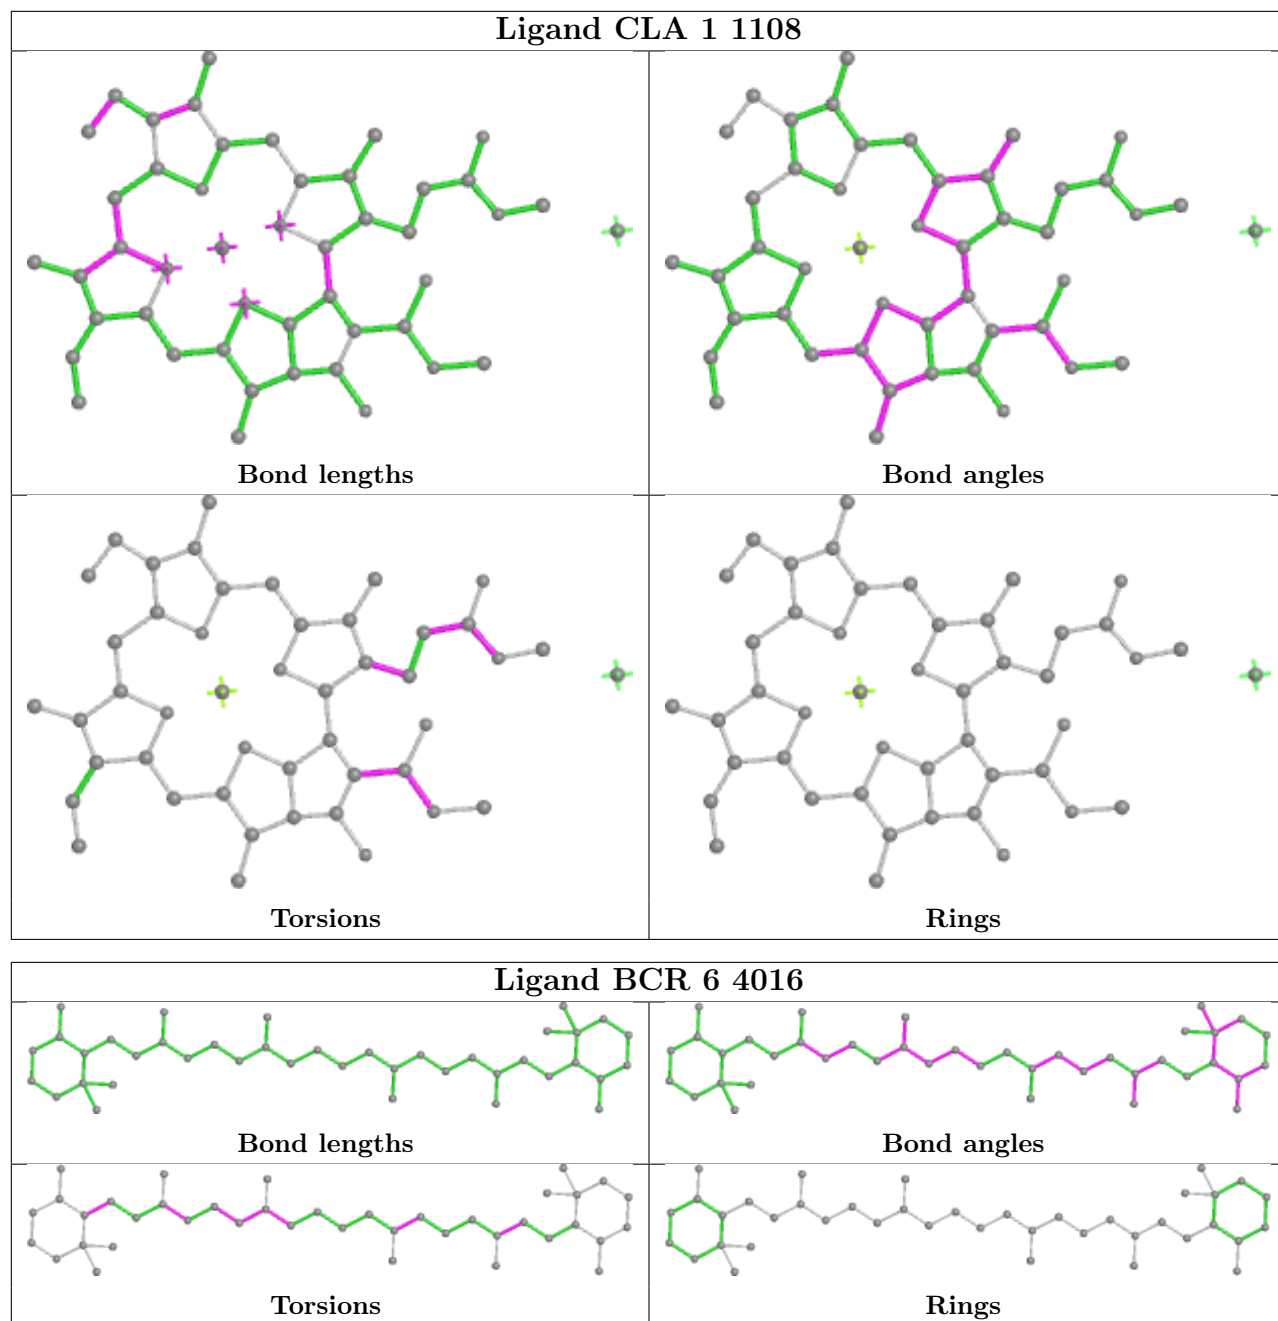 Ligand CLA 1 1108
Bond lengths
Bond angles
Torsions
Rings
Ligand BCR 6 4016
Bond lengths
Bond angles
Torsions
Rings